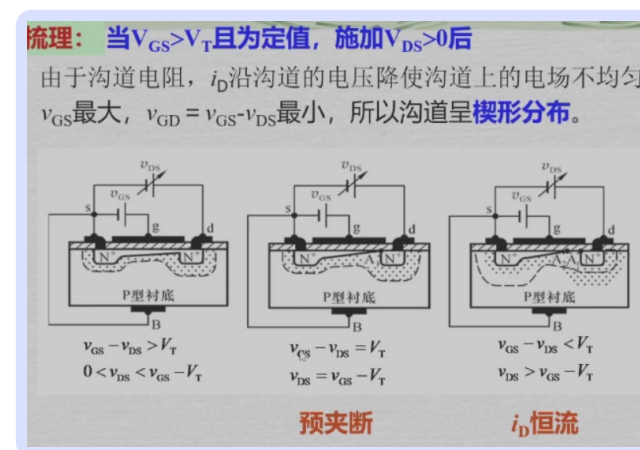 梳理： 当VGS>VT且为定值，施加VDS>0后
由于沟道电阻，iD沿沟道的电压降使沟道上的电场不均匀
vGS最大，vGD = vGS-vDS最小，所以沟道呈楔形分布。
vDS vDS vDS
vGS vGS vGS
s g d s g d s g d
N+ N+ N+ A N+ N+ A A N+
P型衬底 P型衬底 P型衬底
B B B
vGS − vDS > VT vGS − vDS = VT vGS − vDS < VT
0 < vDS < vGS − VT vDS = vGS − VT vDS > vGS − VT
预夹断 iD恒流